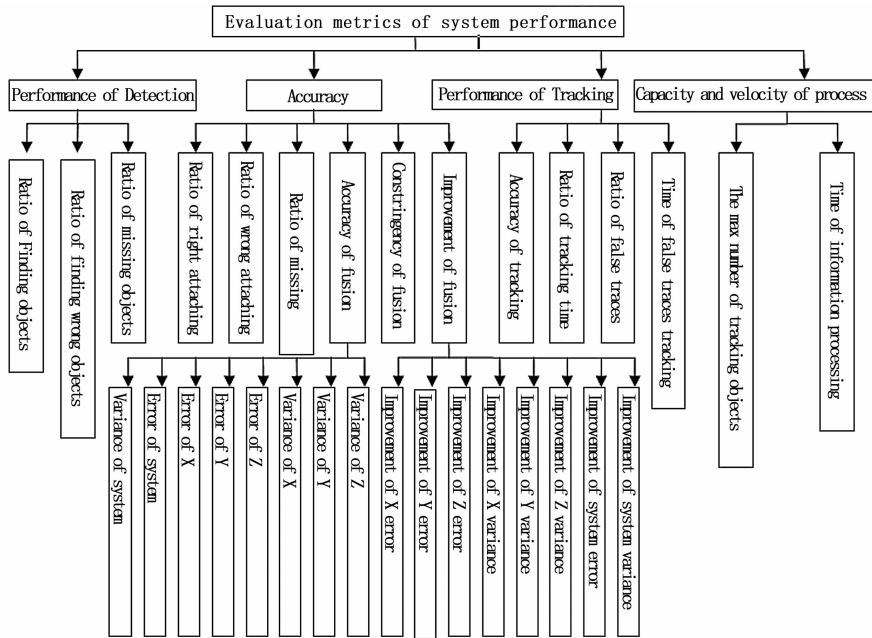 Evaluation metrics of system performance
Performance of Detection
Accuracy
Performance of Tracking
Capacity and velocity of process
Ratio of Finding objects
Ratio of finding wrong objects
Ratio of missing objects
Ratio of right attaching
Ratio of wrong attaching
Ratio of missing
Accuracy of fusion
Constringency of fusion
Improvement of fusion
Accuracy of tracking
Ratio of tracking time
Ratio of false traces
Time of false traces tracking
The max number of tracking objects
Time of information processing
Variance of system
Error of system
Error of X
Error of Y
Error of Z
Variance of X
Variance of Y
Variance of Z
Improvement of X error
Improvement of Y error
Improvement of Z error
Improvement of X variance
Improvement of Y variance
Improvement of Z variance
Improvement of system error
Improvement of system variance